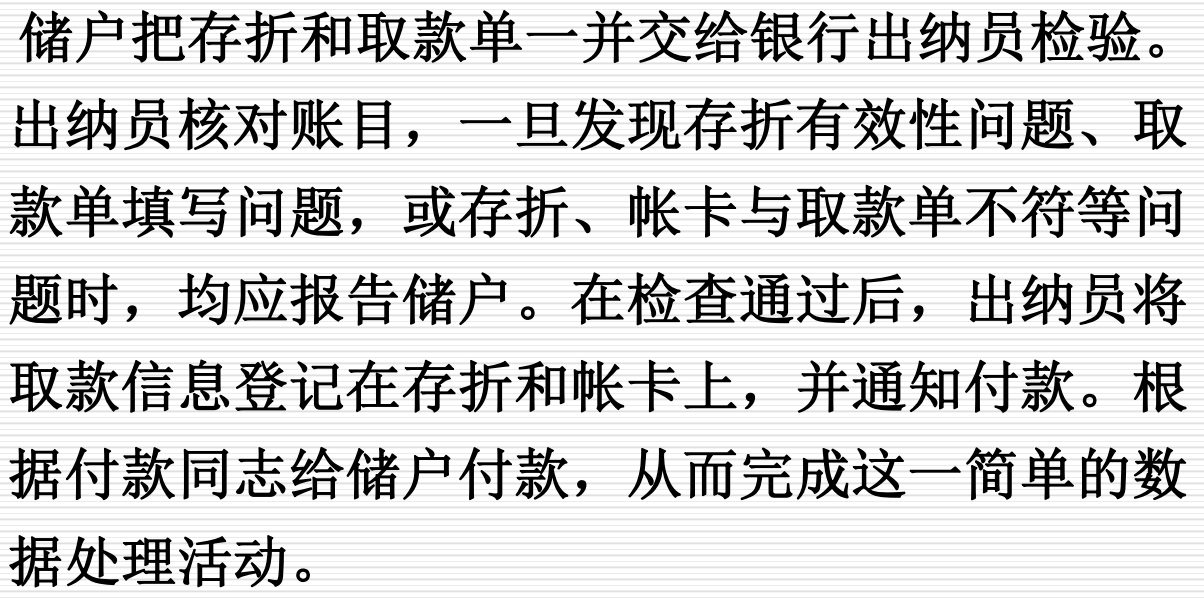 储户把存折和取款单一并交给银行出纳员检验。
出纳员核对账目，一旦发现存折有效性问题、取
款单填写问题，或存折、帐卡与取款单不符等问
题时，均应报告储户。在检查通过后，出纳员将
取款信息登记在存折和帐卡上，并通知付款。根
据付款同志给储户付款，从而完成这一简单的数
据处理活动。